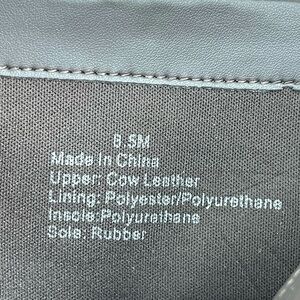 8.5M
Made In China
Upper: Cow Leather
Lining: Polyester/Polyurethane
Insole:Polyurethane
Sole: Rubber